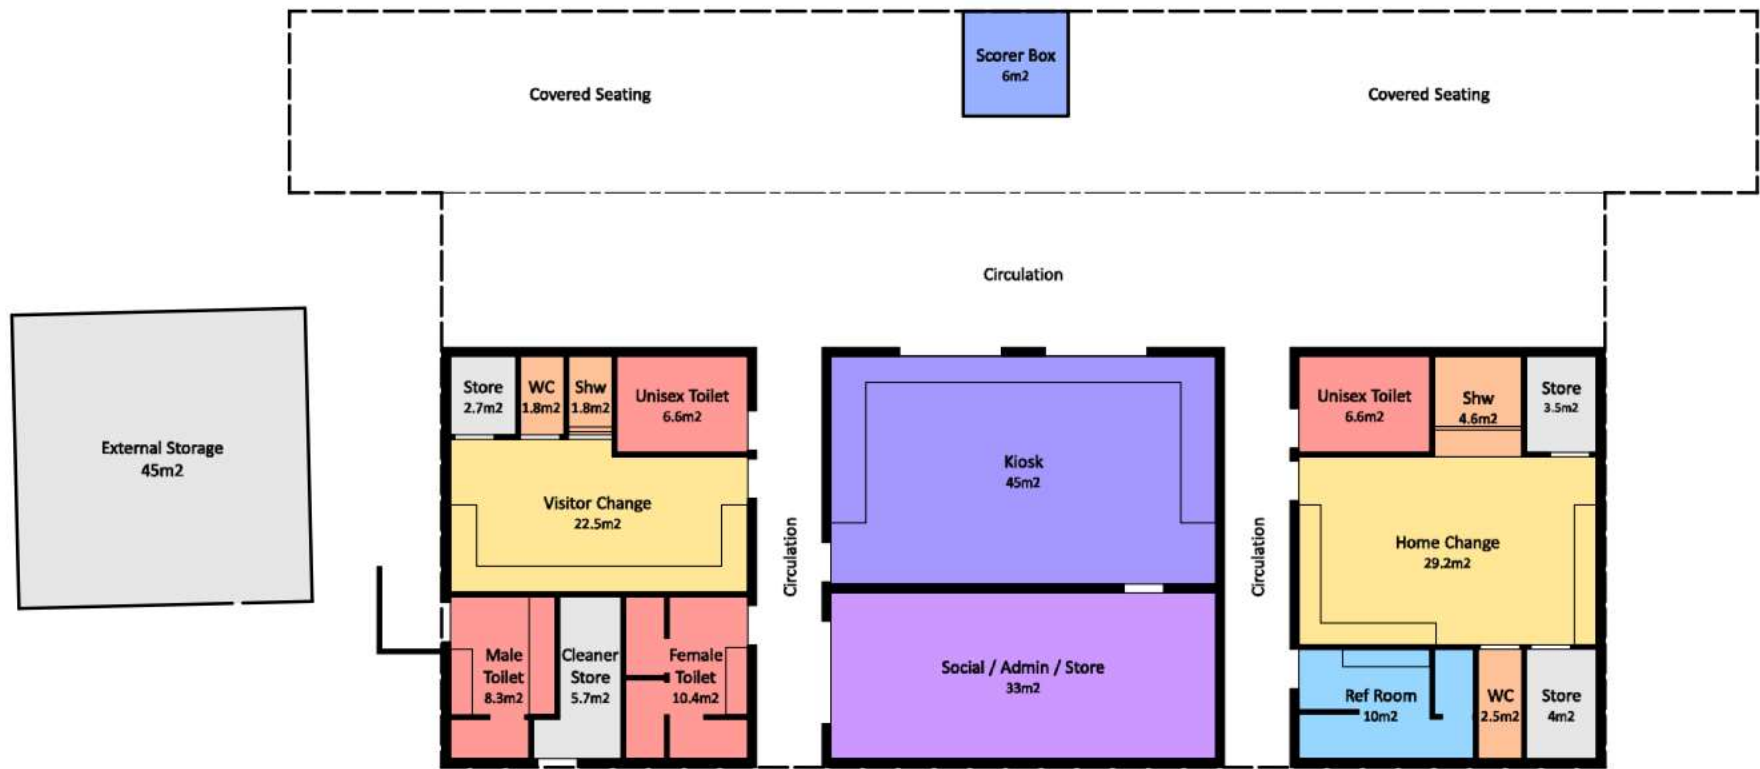 Scorer Box
6m2
Covered Seating
Covered Seating
Circulation
External Storage
45m2
Store
2.7m2
WC
1.8m2
Shw
1.8m2
Unisex Toilet
6.6m2
Visitor Change
22.5m2
Male
Toilet
8.3m2
Cleaner
Store
5.7m2
Female
Toilet
10.4m2
Circulation
Kiosk
45m2
Social / Admin / Store
33m2
Circulation
Unisex Toilet
6.6m2
Shw
4.6m2
Store
3.5m2
Home Change
29.2m2
Ref Room
10m2
WC
2.5m2
Store
4m2